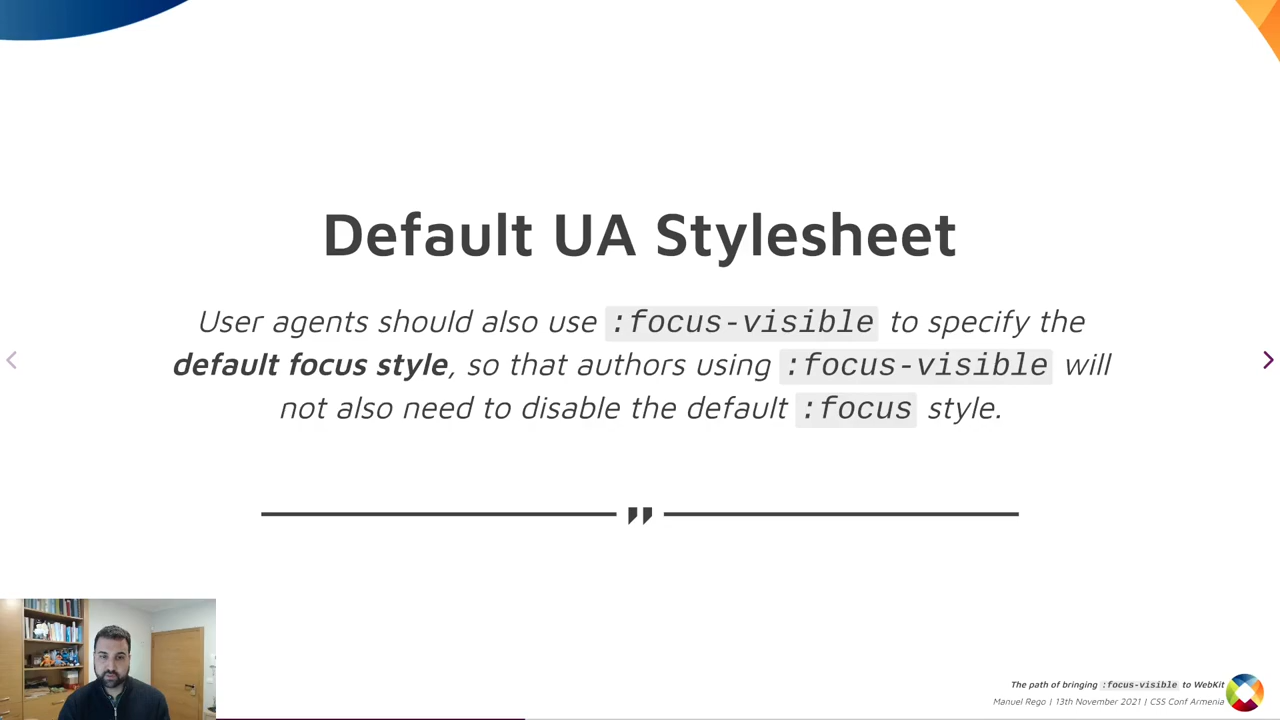 Default UA Stylesheet
User agents should also use :focus-visible to specify the
default focus style, so that authors using :focus-visible will
not also need to disable the default :focus style.
The path of bringing :focus-visible to WebKit
Manuel Rego | 13th November 2021 | CSS Conf Armenia